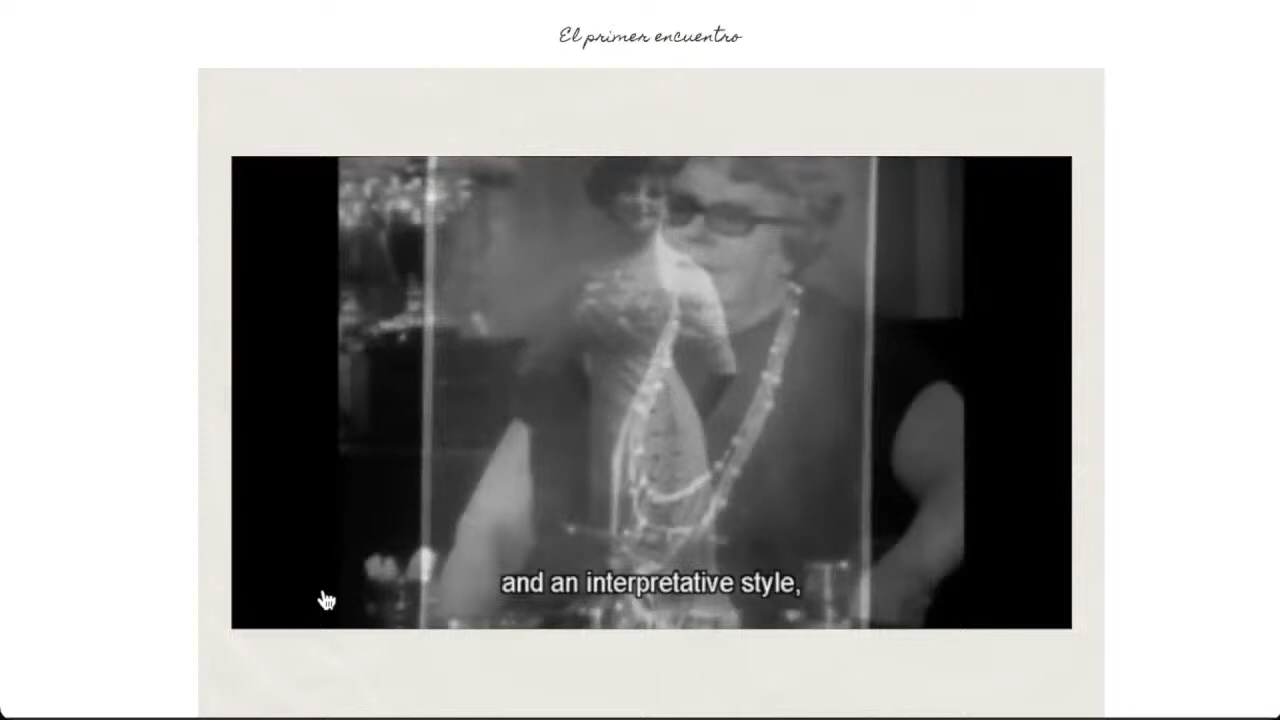 El primer encuentro
and an interpretative style,